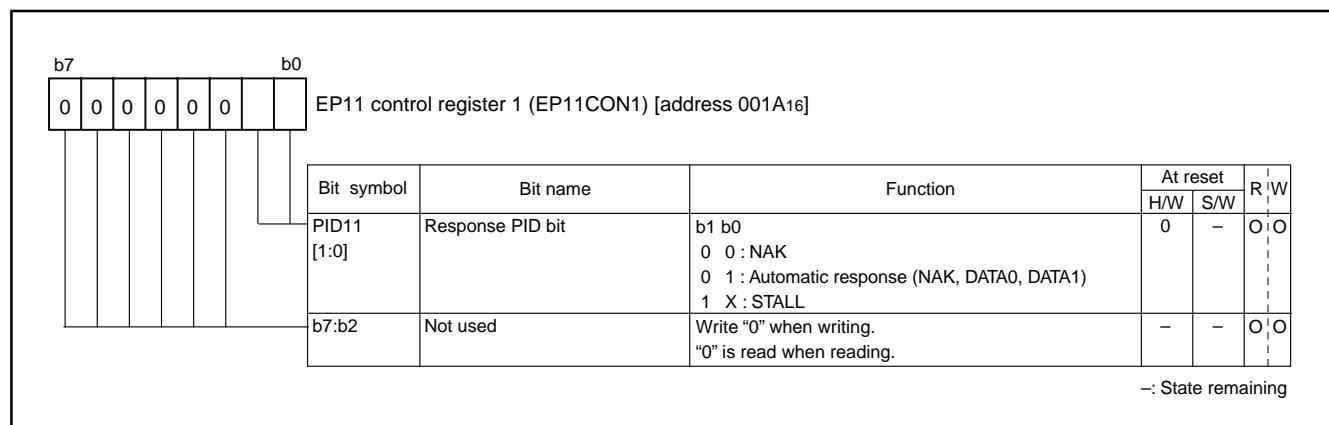 b7 b0
0 0 0 0 0 0 EP11 control register 1 (EP11CON1) [address 001A16]
Bit symbol Bit name Function At reset R W
H/W S/W
PID11 Response PID bit b1 b0 0 – O O
[1:0] 0 0 : NAK
0 1 : Automatic response (NAK, DATA0, DATA1)
1 X : STALL
b7:b2 Not used Write “0” when writing. – – O O
“0” is read when reading.
–: State remaining